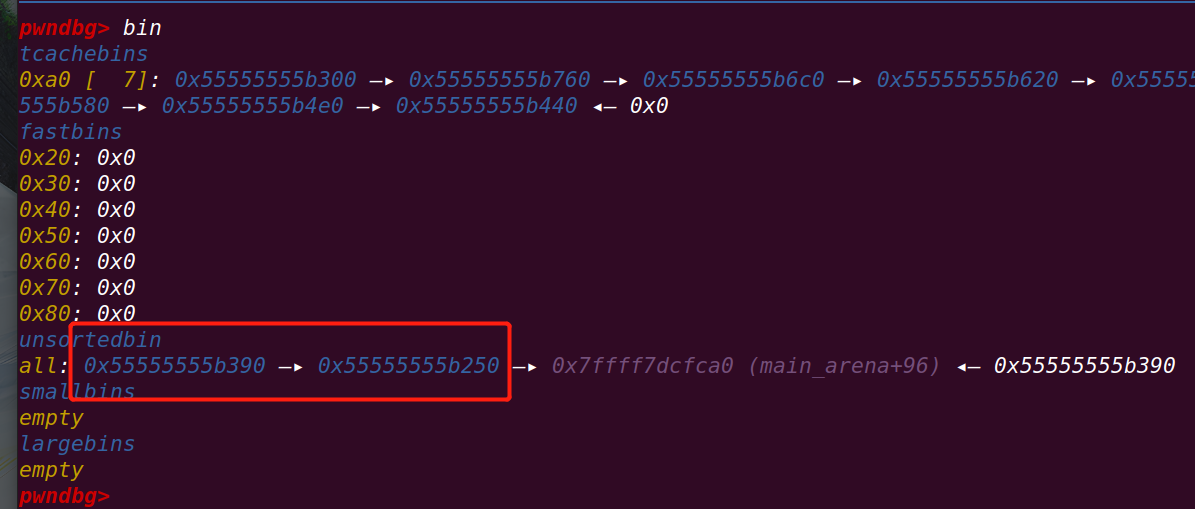 pwndbg> bin
tcachebins
0xa0 [  7]: 0x55555555b300 —▸ 0x55555555b760 —▸ 0x55555555b6c0 —▸ 0x55555555b620 —▸ 0x55555
555b580 —▸ 0x55555555b4e0 —▸ 0x55555555b440 ◂— 0x0
fastbins
0x20: 0x0
0x30: 0x0
0x40: 0x0
0x50: 0x0
0x60: 0x0
0x70: 0x0
0x80: 0x0
unsortedbin
all: 0x55555555b390 —▸ 0x55555555b250 —▸ 0x7ffff7dcfca0 (main_arena+96) ◂— 0x55555555b390
smallbins
empty
largebins
empty
pwndbg>